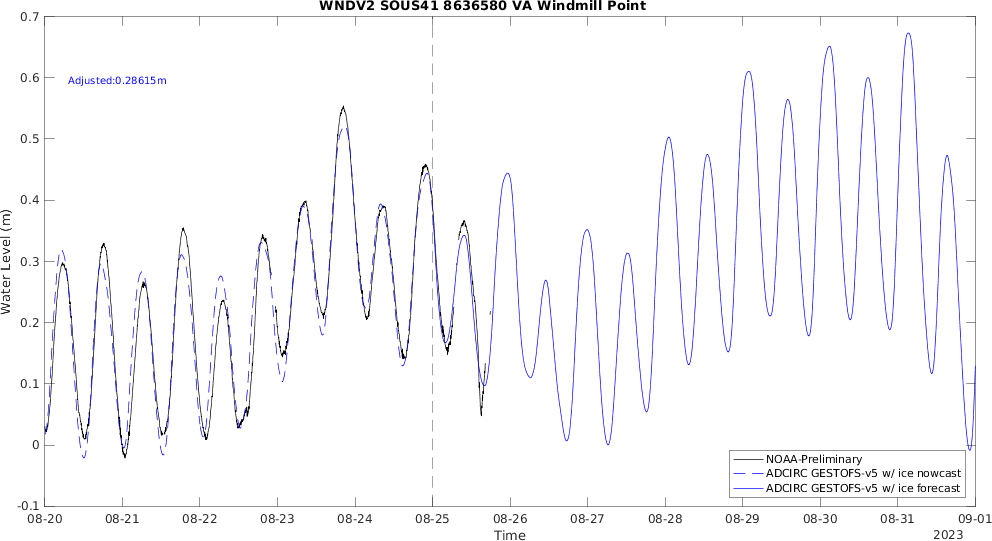 WNDV2 SOUS41 8636580 VA Windmill Point
0.7
0.6
0.5
0.4
0.3
0.2
0.1
0
-0.1
Water Level (m)
Adjusted:0.28615m
NOAA-Preliminary
ADCIRC GESTOFS-v5 w/ ice nowcast
ADCIRC GESTOFS-v5 w/ ice forecast
08-20 08-21 08-22 08-23 08-24 08-25 08-26 08-27 08-28 08-29 08-30 08-31 09-01
Time
2023